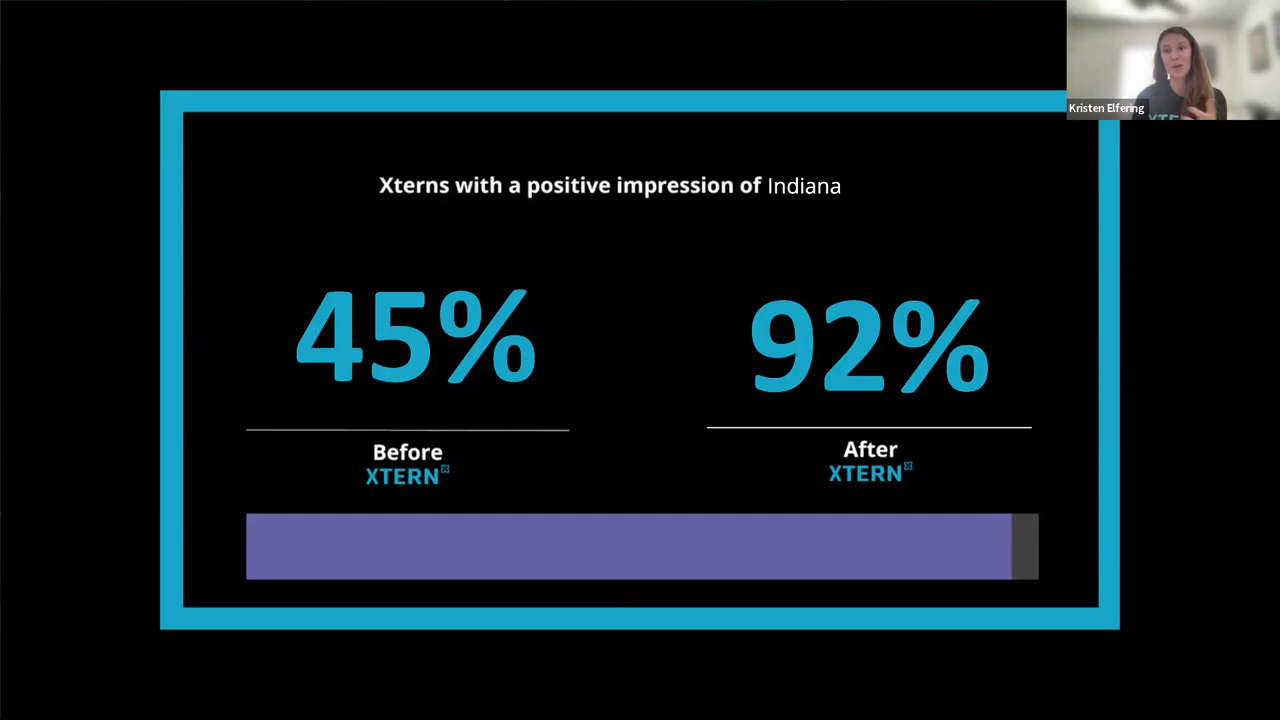 Kristen Elfering
Xterns with a positive impression of Indiana
45%
92%
Before
XTERN
After
XTERN